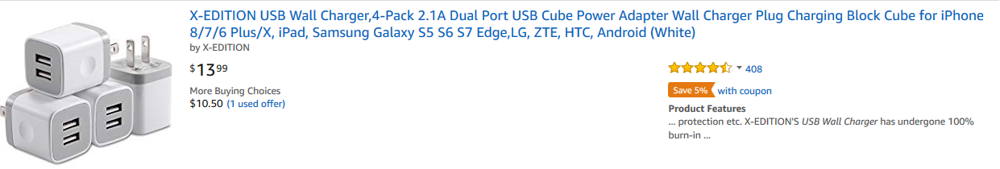 X-EDITION USB Wall Charger,4-Pack 2.1A Dual Port USB Cube Power Adapter Wall Charger Plug Charging Block Cube for iPhone
8/7/6 Plus/X, iPad, Samsung Galaxy S5 S6 S7 Edge,LG, ZTE, HTC, Android (White)
by X-EDITION
$13 99
408
More Buying Choices
$10.50 (1 used offer)
Save 5% with coupon
Product Features
... protection etc. X-EDITION'S USB Wall Charger has undergone 100%
burn-in ...